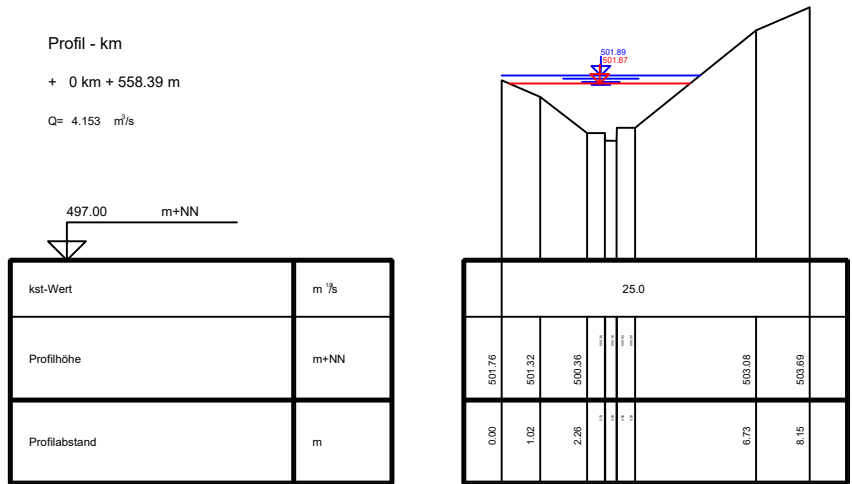 Profil - km
+ 0 km + 558.39 m
Q= 4.153 m³/s
501.89
501.67
497.00 m+NN
kst-Wert m ¹/³/s 25.0
Profilhöhe m+NN 501.76 501.32 500.36 503.08 503.69
Profilabstand m 0.00 1.02 2.26 6.73 8.15